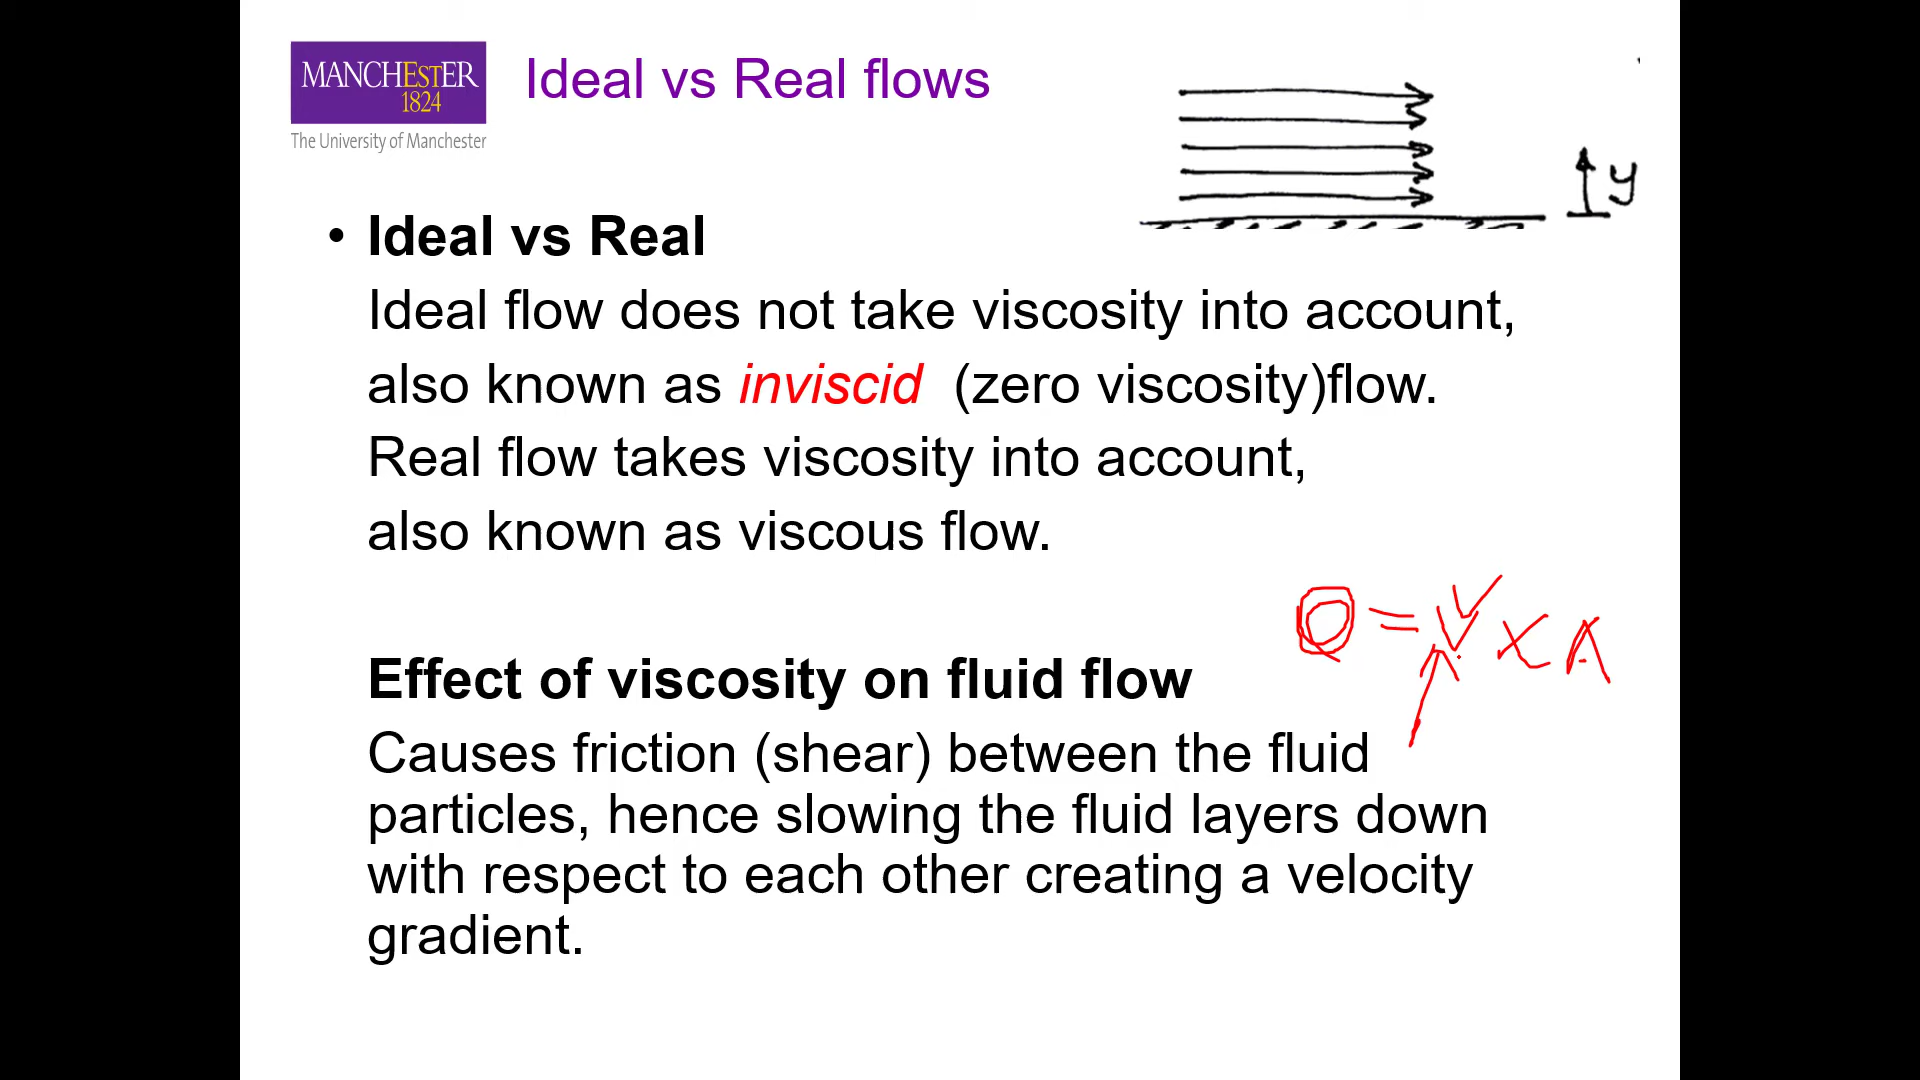 MANCHESTER
1824
The University of Manchester
Ideal vs Real flows
y
• Ideal vs Real
Ideal flow does not take viscosity into account,
also known as inviscid (zero viscosity)flow.
Real flow takes viscosity into account,
also known as viscous flow.
Q = V x A
Effect of viscosity on fluid flow
Causes friction (shear) between the fluid
particles, hence slowing the fluid layers down
with respect to each other creating a velocity
gradient.